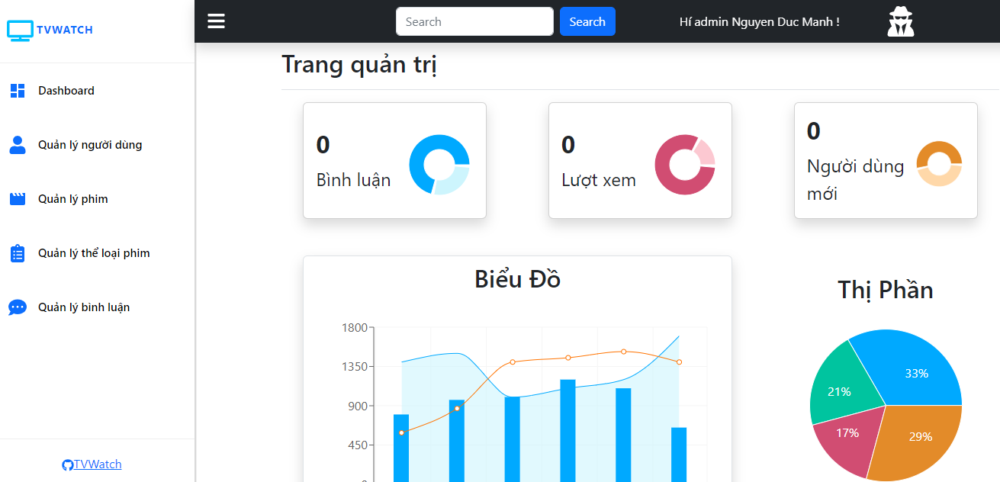 TVWATCH
Search
Search
Hí admin Nguyen Duc Manh !
Dashboard
Quản lý người dùng
Quản lý phim
Quản lý thể loại phim
Quản lý bình luận
TVWatch
Trang quản trị
0
Bình luận
0
Lượt xem
0
Người dùng
mới
Biểu Đồ
1800
1350
900
450
Thị Phần
33%
21%
17%
29%